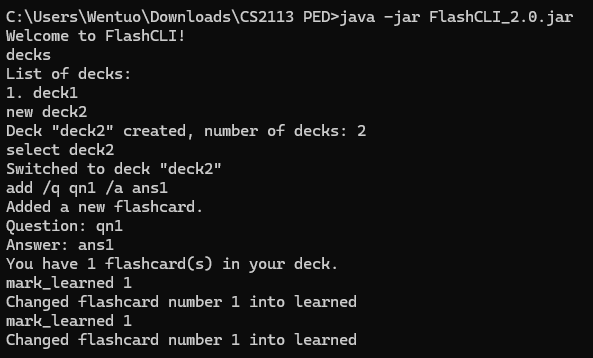 C:\Users\Wentuo\Downloads\CS2113 PED>java -jar FlashCLI_2.0.jar
Welcome to FlashCLI!
decks
List of decks:
1. deck1
new deck2
Deck "deck2" created, number of decks: 2
select deck2
Switched to deck "deck2"
add /q qn1 /a ans1
Added a new flashcard.
Question: qn1
Answer: ans1
You have 1 flashcard(s) in your deck.
mark_learned 1
Changed flashcard number 1 into learned
mark_learned 1
Changed flashcard number 1 into learned